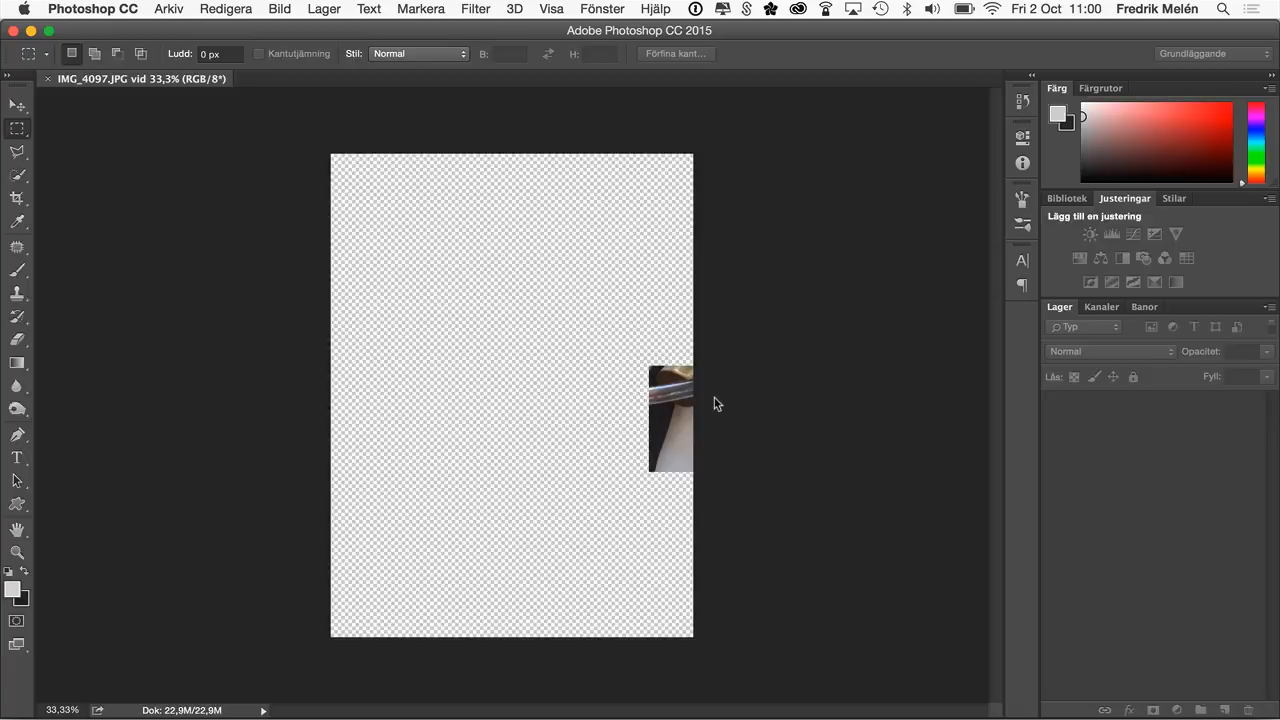 Photoshop CC Arkiv Redigera Bild Lager Text Markera Filter 3D Visa Fönster Hjälp Fri 2 Oct 11:00 Fredrik Melén
Adobe Photoshop CC 2015
Ludd: 0 px Kantutjämning Stil: Normal B: H: Förfina kant... Grundläggande
IMG_4097.JPG vid 33,3% (RGB/8*)
Färg Färgrutor
Bibliotek Justeringar Stilar
Lägg till en justering
Lager Kanaler Banor
Typ
Normal Opacitet:
Lås: Fyll:
33,33% Dok: 22,9M/22,9M